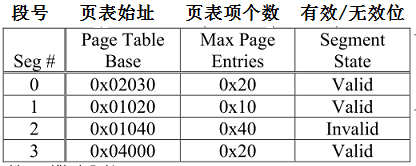 段号 页表始址 页表项个数 有效/无效位
Seg # Page Table Base Max Page Entries Segment State
0 0x02030 0x20 Valid
1 0x01020 0x10 Valid
2 0x01040 0x40 Invalid
3 0x04000 0x20 Valid